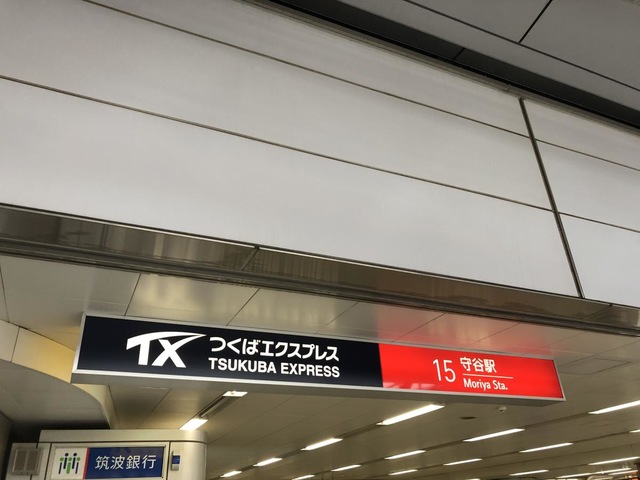 TX つくばエクスプレス
TSUKUBA EXPRESS
15 守谷駅
Moriya Sta.
筑波銀行